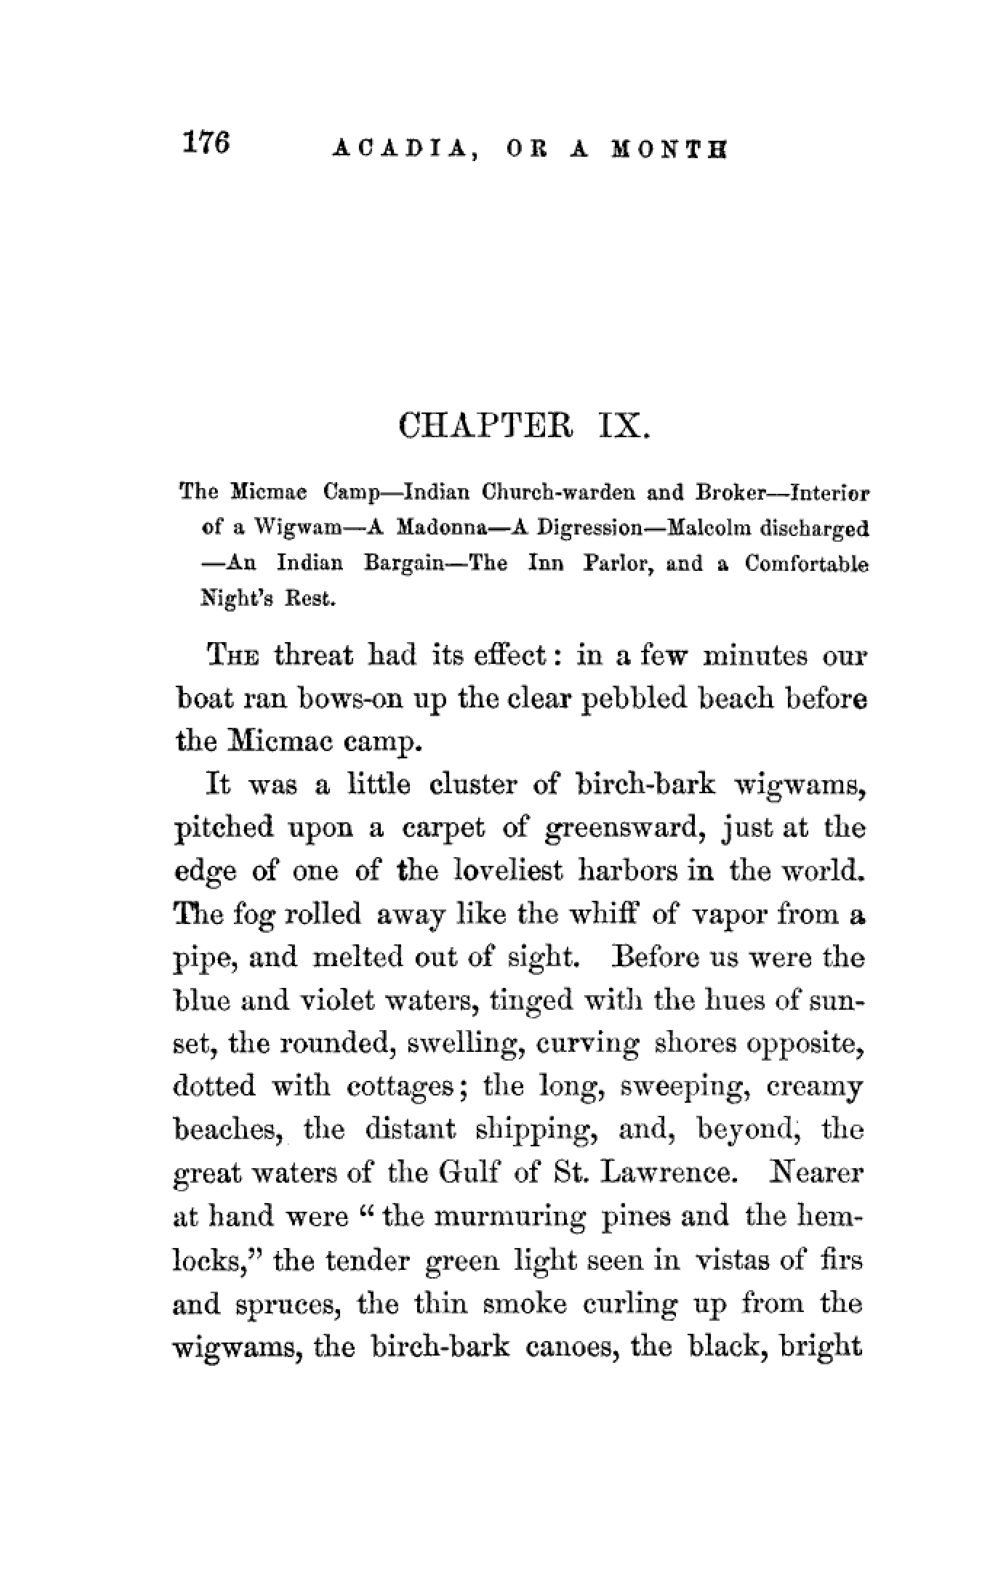 176 ACADIA, OR A MONTH
CHAPTER IX.
The Micmac Camp—Indian Church-warden and Broker—Interior
of a Wigwam—A Madonna—A Digression—Malcolm discharged
—An Indian Bargain—The Inn Parlor, and a Comfortable
Night's Rest.
THE threat had its effect: in a few minutes our
boat ran bows-on up the clear pebbled beach before
the Micmac camp.
It was a little cluster of birch-bark wigwams,
pitched upon a carpet of greensward, just at the
edge of one of the loveliest harbors in the world.
The fog rolled away like the whiff of vapor from a
pipe, and melted out of sight. Before us were the
blue and violet waters, tinged with the hues of sun-
set, the rounded, swelling, curving shores opposite,
dotted with cottages; the long, sweeping, creamy
beaches, the distant shipping, and, beyond, the
great waters of the Gulf of St. Lawrence. Nearer
at hand were “the murmuring pines and the hem-
locks,” the tender green light seen in vistas of firs
and spruces, the thin smoke curling up from the
wigwams, the birch-bark canoes, the black, bright